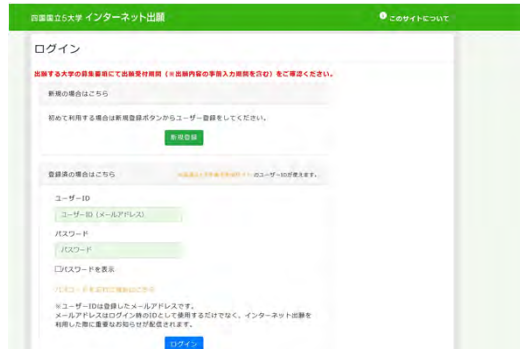 四国国立5大学 インターネット出願
このサイトについて
ログイン
出願する大学の募集要項にて出願受付期間（※出願内容の事前入力期間を含む）をご確認ください。
新規の場合はこちら
初めて利用する場合は新規登録ボタンからユーザー登録をしてください。
新規登録
登録済の場合はこちら
のユーザーIDが使えます。
ユーザーID
ユーザーID（メールアドレス）
パスワード
パスワード
□パスワードを表示
パスワードを忘れた場合はこちら
※ユーザーIDは登録したメールアドレスです。
メールアドレスはログイン時のIDとして使用するだけでなく、インターネット出願を
利用した際に重要なお知らせが配信されます。
ログイン